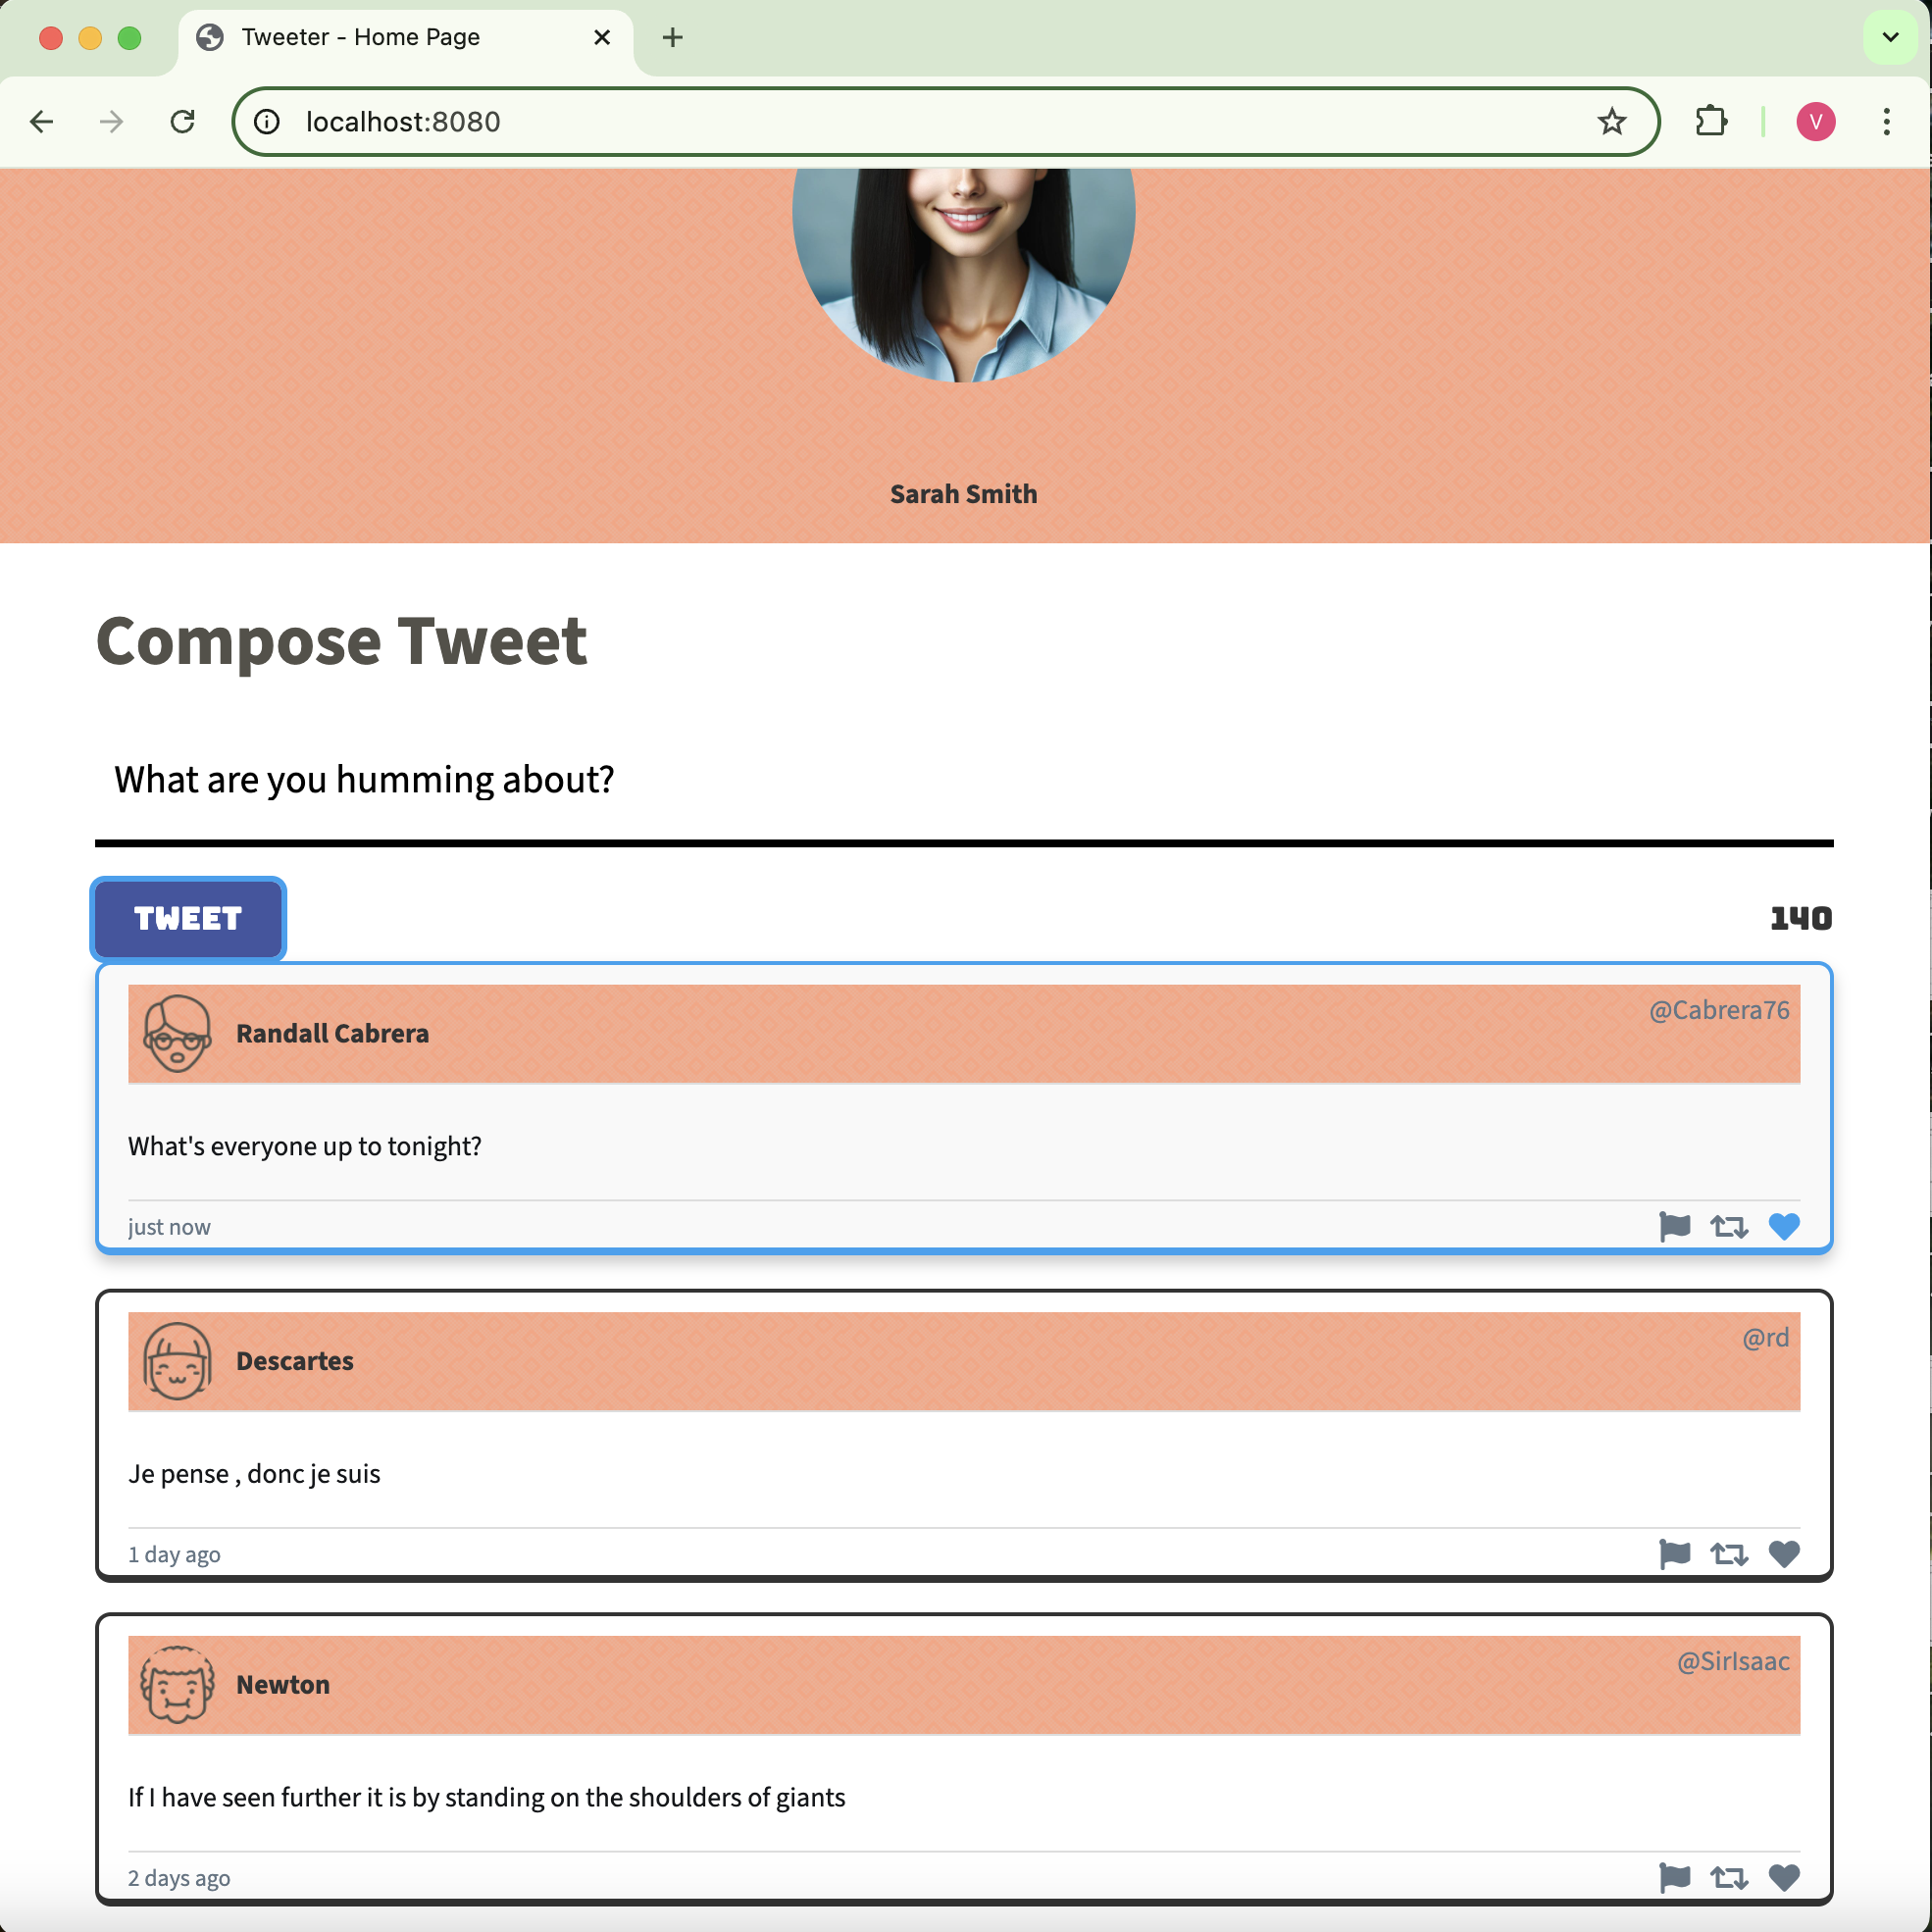 Tweeter - Home Page
localhost:8080
V
Sarah Smith
Compose Tweet
What are you humming about?
TWEET
140
Randall Cabrera
@Cabrera76
What's everyone up to tonight?
just now
Descartes
@rd
Je pense , donc je suis
1 day ago
Newton
@SirIsaac
If I have seen further it is by standing on the shoulders of giants
2 days ago